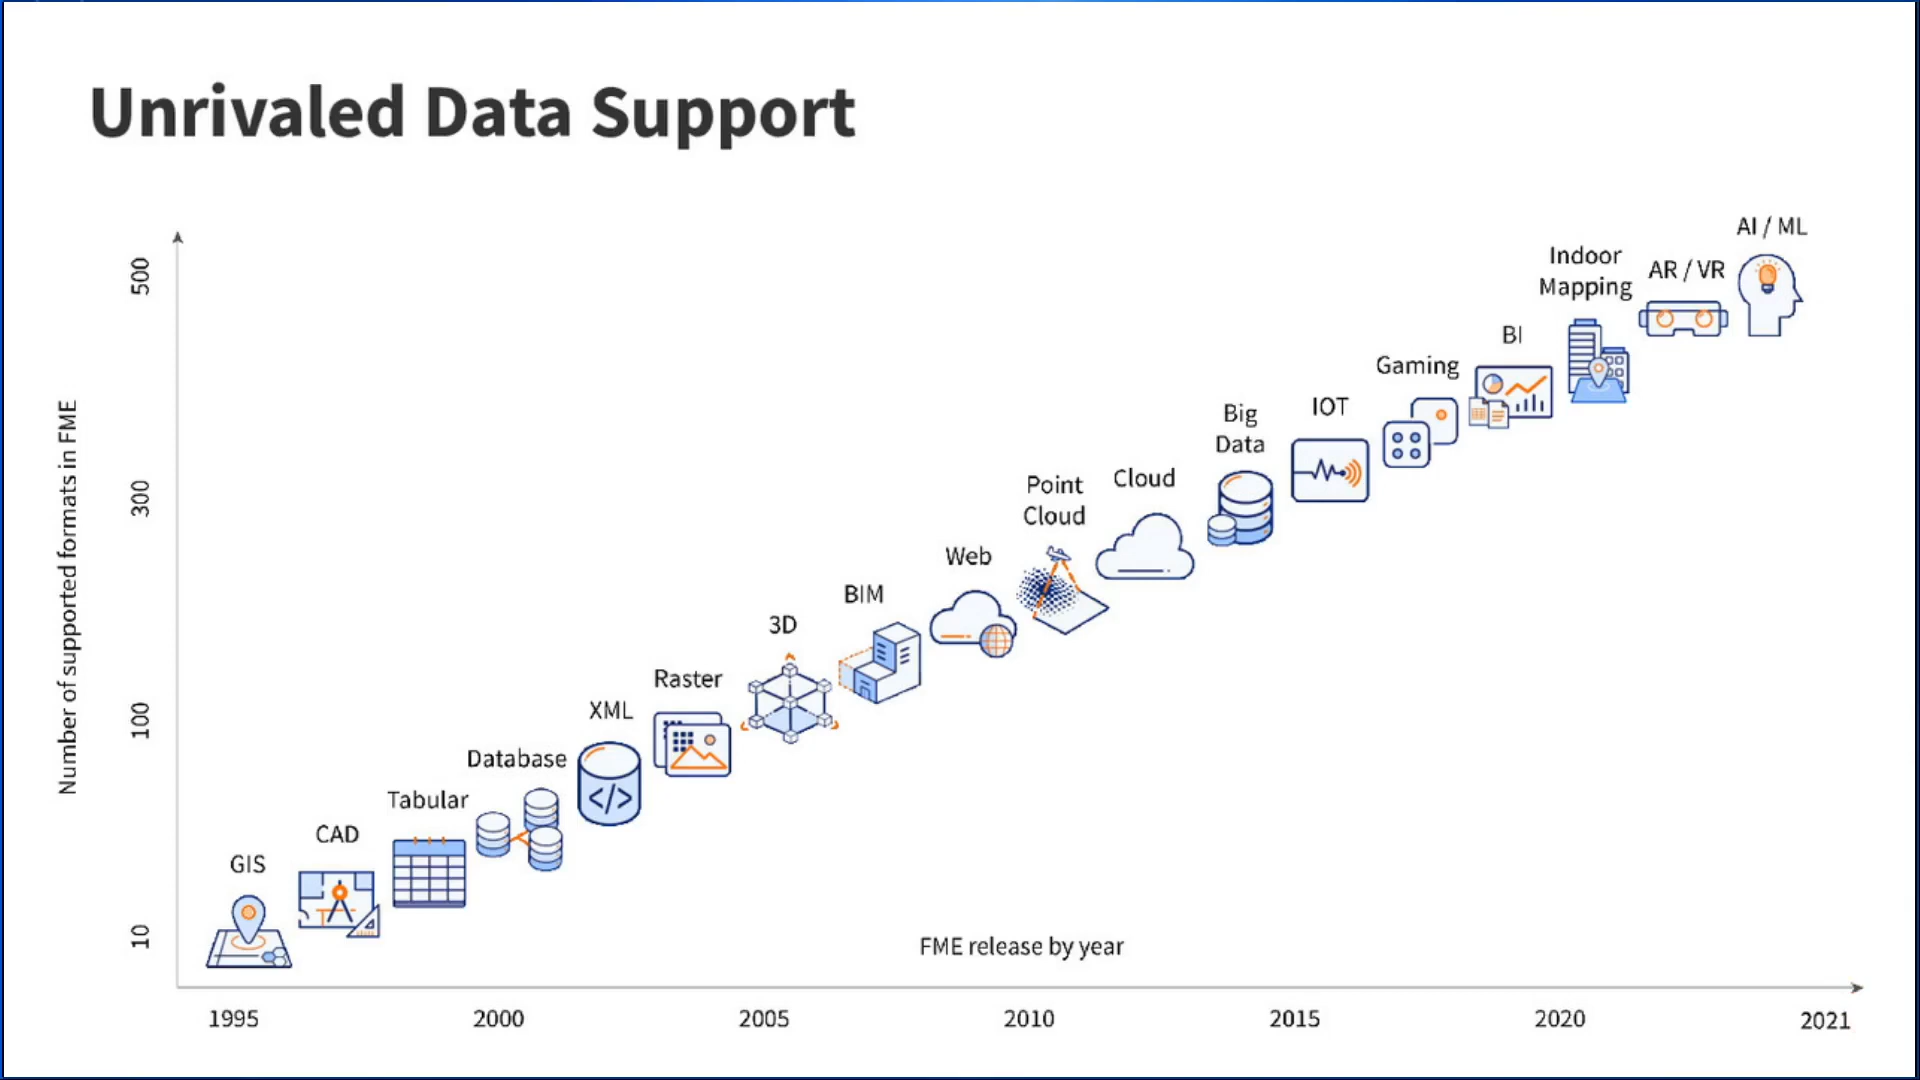 Unrivaled Data Support
Number of supported formats in FME
500
300
100
10
GIS
CAD
Tabular
Database
XML
Raster
3D
BIM
Web
Point
Cloud
Cloud
Big
Data
IOT
Gaming
BI
Indoor
Mapping
AR / VR
AI / ML
FME release by year
1995
2000
2005
2010
2015
2020
2021